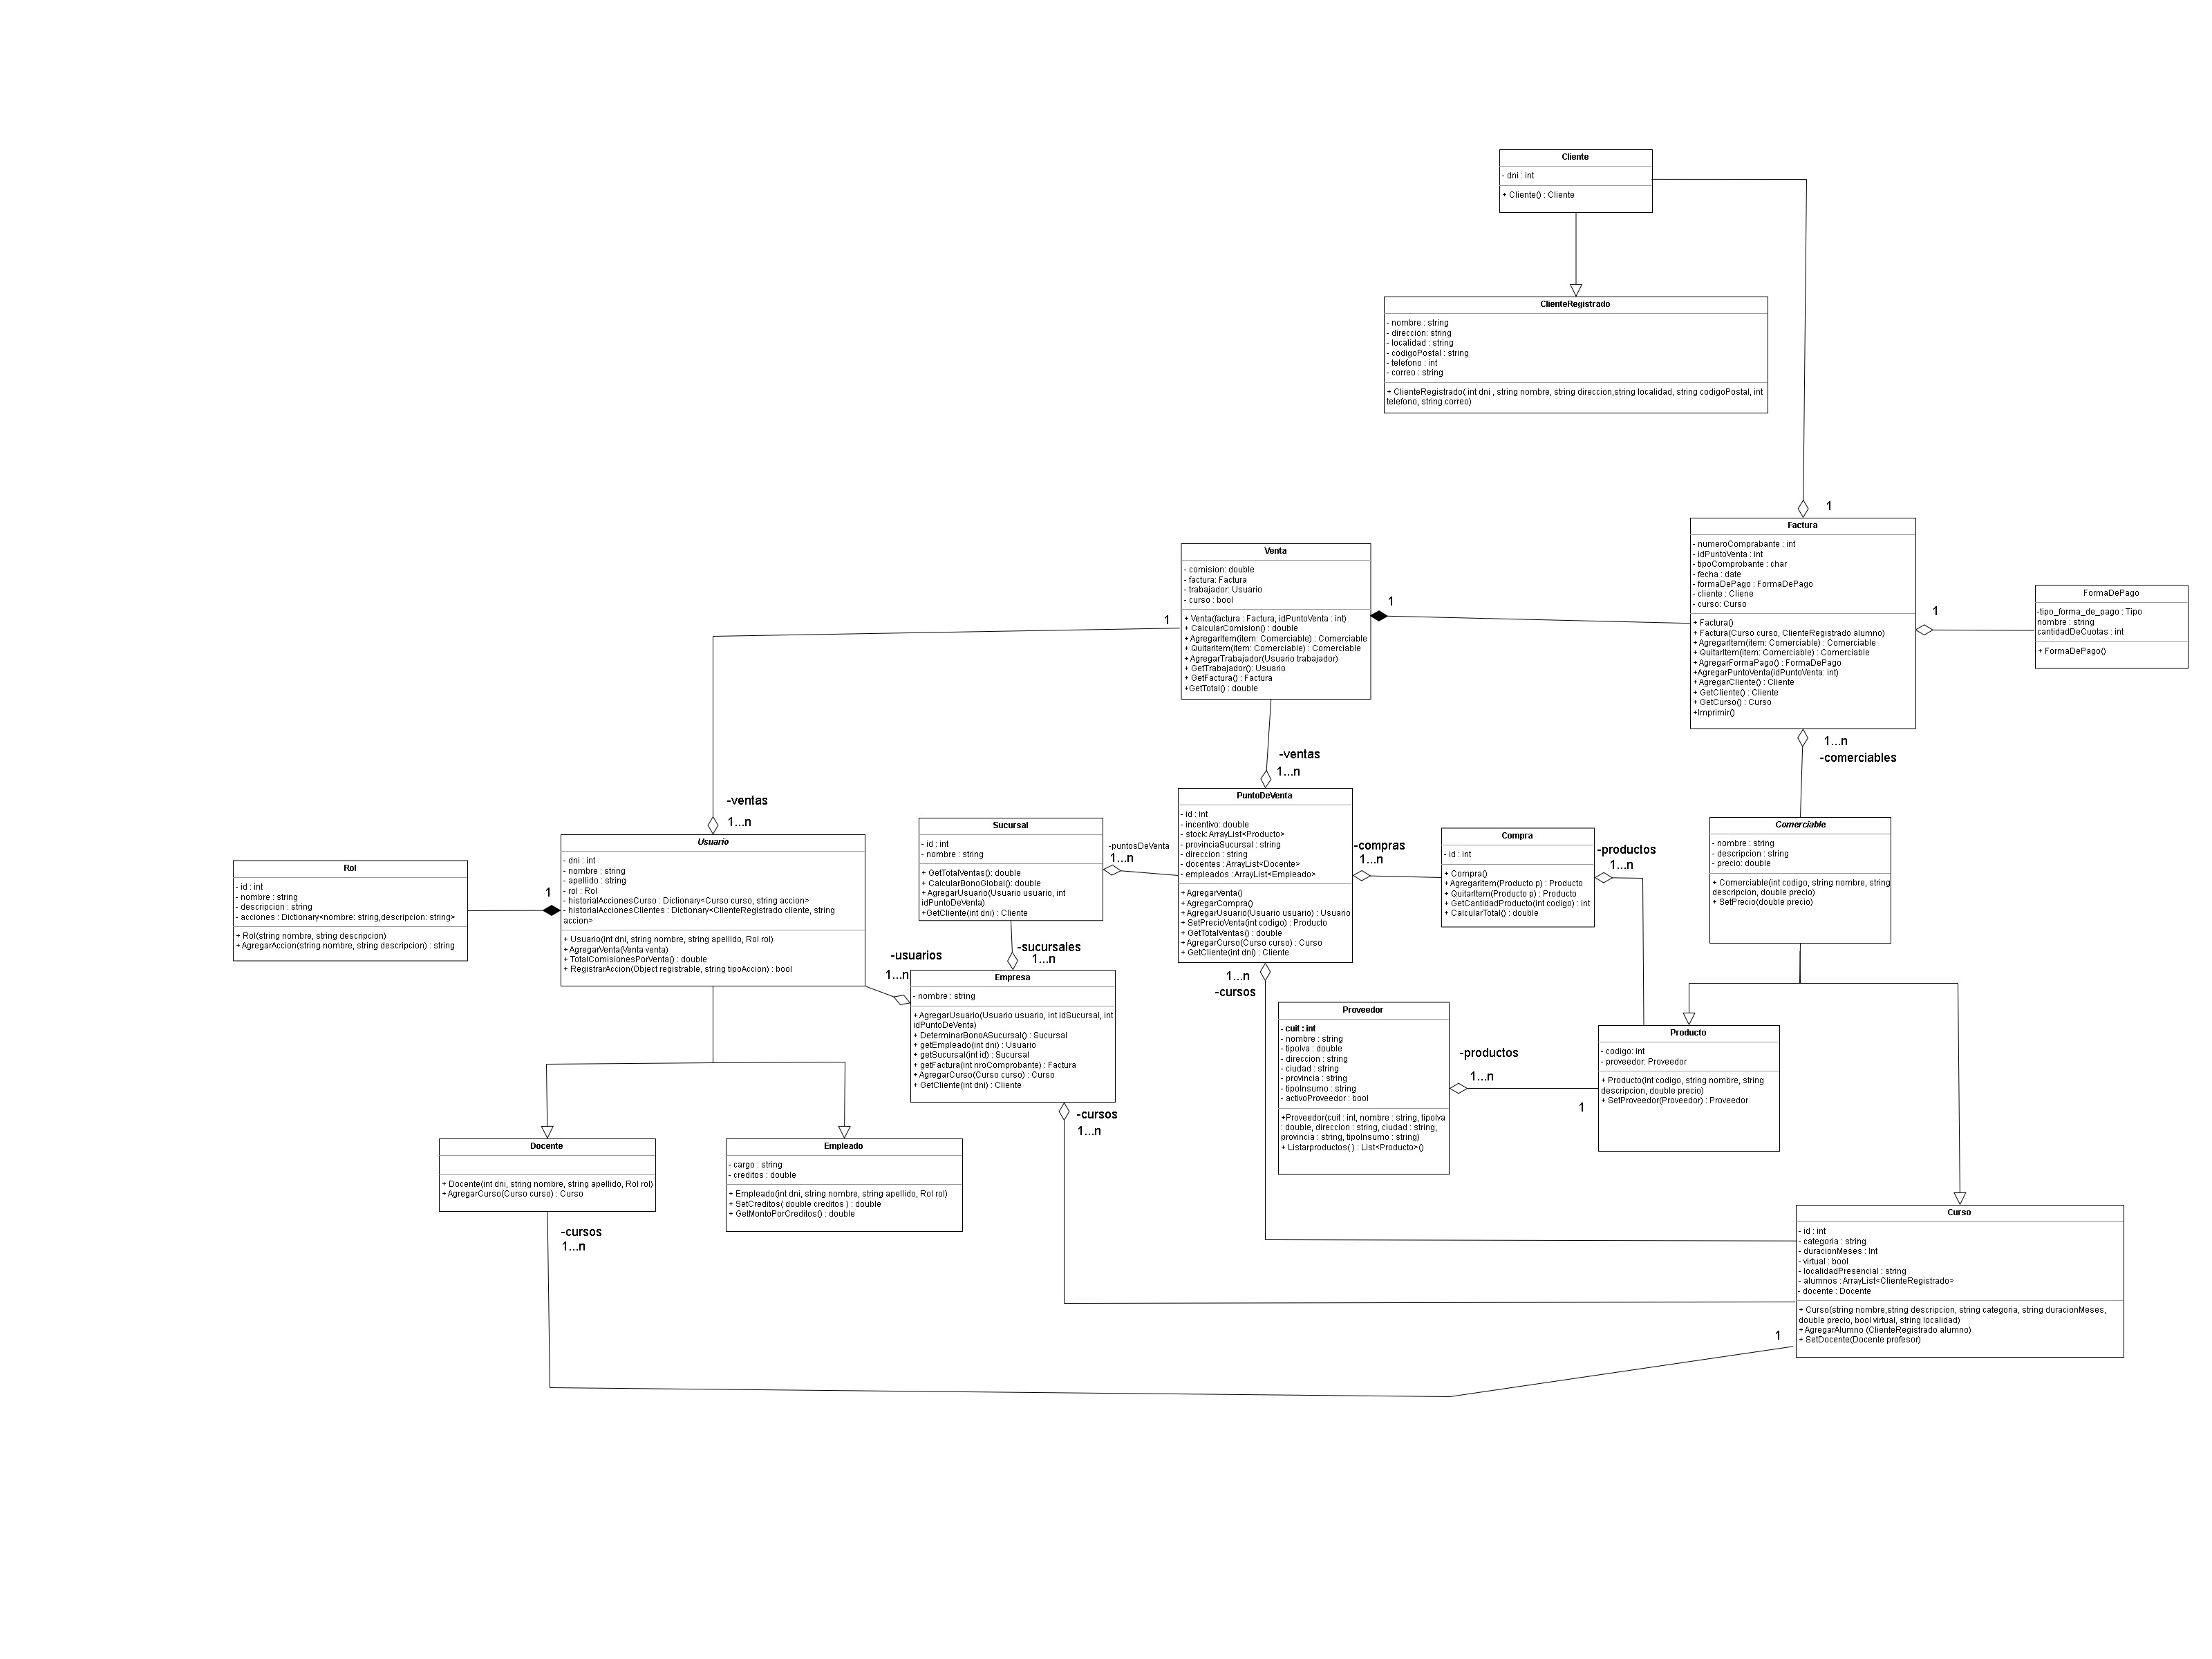 Cliente
- dni : int
+ Cliente() : Cliente
ClienteRegistrado
- nombre : string
- direccion: string
- localidad : string
- codigoPostal : string
- telefono : int
- correo : string
+ ClienteRegistrado( int dni , string nombre, string direccion,string localidad, string codigoPostal, int
telefono, string correo)
1
Factura
- numeroComprabante : int
- idPuntoVenta : int
- tipoComprobante : char
- fecha : date
- formaDePago : FormaDePago
- cliente : Cliene
- curso: Curso
+ Factura()
+ Factura(Curso curso, ClienteRegistrado alumno)
+ AgregarItem(item: Comerciable) : Comerciable
+ QuitarItem(item: Comerciable) : Comerciable
+ AgregarFormaPago() : FormaDePago
+AgregarPuntoVenta(idPuntoVenta: int)
+ AgregarCliente() : Cliente
+ GetCliente() : Cliente
+ GetCurso() : Curso
+Imprimir()
1
FormaDePago
-tipo_forma_de_pago : Tipo
nombre : string
cantidadDeCuotas : int
+ FormaDePago()
Venta
- comision: double
- factura: Factura
- trabajador: Usuario
- curso : bool
+ Venta(factura : Factura, idPuntoVenta : int)
+ CalcularComision() : double
+ AgregarItem(item: Comerciable) : Comerciable
+ QuitarItem(item: Comerciable) : Comerciable
+ AgregarTrabajador(Usuario trabajador)
+ GetTrabajador(): Usuario
+ GetFactura() : Factura
+GetTotal() : double
1
1
-ventas
1...n
1...n
-comerciables
-ventas
1...n
Rol
- id : int
- nombre : string
- descripcion : string
- acciones : Dictionary<nombre: string,descripcion: string>
+ Rol(string nombre, string descripcion)
+ AgregarAccion(string nombre, string descripcion) : string
1
Usuario
- dni : int
- nombre : string
- apellido : string
- rol : Rol
- historialAccionesCurso : Dictionary<Curso curso, string accion>
- historialAccionesClientes : Dictionary<ClienteRegistrado cliente, string
accion>
+ Usuario(int dni, string nombre, string apellido, Rol rol)
+ AgregarVenta(Venta venta)
+ TotalComisionesPorVenta() : double
+ RegistrarAccion(Object registrable, string tipoAccion) : bool
Sucursal
- id : int
- nombre : string
+ GetTotalVentas(): double
+ CalcularBonoGlobal(): double
+ AgregarUsuario(Usuario usuario, int
idPuntoDeVenta)
+GetCliente(int dni) : Cliente
-puntosDeVenta
1...n
PuntoDeVenta
- id : int
- incentivo: double
- stock: ArrayList<Producto>
- provinciaSucursal : string
- direccion : string
- docentes : ArrayList<Docente>
- empleados : ArrayList<Empleado>
+ AgregarVenta()
+ AgregarCompra()
+ AgregarUsuario(Usuario usuario) : Usuario
+ SetPrecioVenta(int codigo) : Producto
+ GetTotalVentas() : double
+ AgregarCurso(Curso curso) : Curso
+ GetCliente(int dni) : Cliente
-compras
1...n
Compra
- id : int
+ Compra()
+ AgregarItem(Producto p) : Producto
+ QuitarItem(Producto p) : Producto
+ GetCantidadProducto(int codigo) : int
+ CalcularTotal() : double
-productos
1...n
Comerciable
- nombre : string
- descripcion : string
- precio: double
+ Comerciable(int codigo, string nombre, string
descripcion, double precio)
+ SetPrecio(double precio)
-usuarios
1...n
-sucursales
1...n
Empresa
- nombre : string
+ AgregarUsuario(Usuario usuario, int idSucursal, int
idPuntoDeVenta)
+ DeterminarBonoASucursal() : Sucursal
+ getEmpleado(int dni) : Usuario
+ getSucursal(int id) : Sucursal
+ getFactura(int nroComprobante) : Factura
+ AgregarCurso(Curso curso) : Curso
+ GetCliente(int dni) : Cliente
-cursos
1...n
1...n
-cursos
Proveedor
- cuit : int
- nombre : string
- tipoIva : double
- direccion : string
- ciudad : string
- provincia : string
- tipoInsumo : string
- activoProveedor : bool
+Proveedor(cuit : int, nombre : string, tipoIva
: double, direccion : string, ciudad : string,
provincia : string, tipoInsumo : string)
+ Listarproductos( ) : List<Producto>()
-productos
1...n
1
Producto
- codigo: int
- proveedor: Proveedor
+ Producto(int codigo, string nombre, string
descripcion, double precio)
+ SetProveedor(Proveedor) : Proveedor
Docente
+ Docente(int dni, string nombre, string apellido, Rol rol)
+ AgregarCurso(Curso curso) : Curso
-cursos
1...n
Empleado
- cargo : string
- creditos : double
+ Empleado(int dni, string nombre, string apellido, Rol rol)
+ SetCreditos( double creditos ) : double
+ GetMontoPorCreditos() : double
Curso
- id : int
- categoria : string
- duracionMeses : Int
- virtual : bool
- localidadPresencial : string
- alumnos : ArrayList<ClienteRegistrado>
- docente : Docente
+ Curso(string nombre,string descripcion, string categoria, string duracionMeses,
double precio, bool virtual, string localidad)
+ AgregarAlumno (ClienteRegistrado alumno)
+ SetDocente(Docente profesor)
1